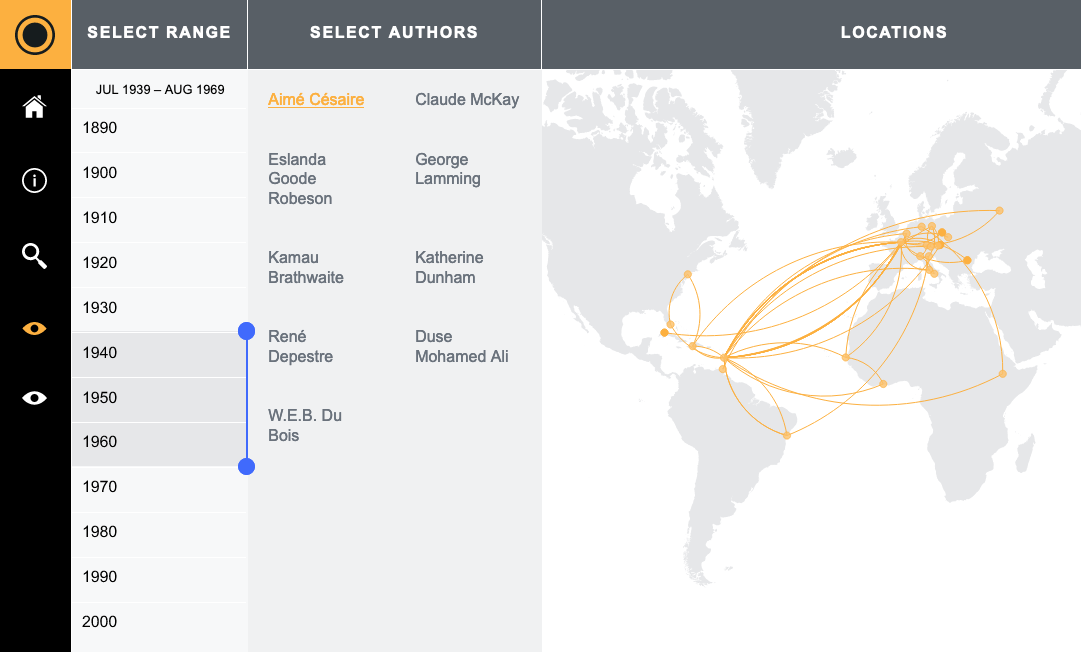 SELECT RANGE
SELECT AUTHORS
LOCATIONS
JUL 1939 – AUG 1969
1890
1900
1910
1920
1930
1940
1950
1960
1970
1980
1990
2000
Aimé Césaire
Claude McKay
Eslanda
Goode
Robeson
George
Lamming
Kamau
Brathwaite
Katherine
Dunham
René
Depestre
Duse
Mohamed Ali
W.E.B. Du
Bois